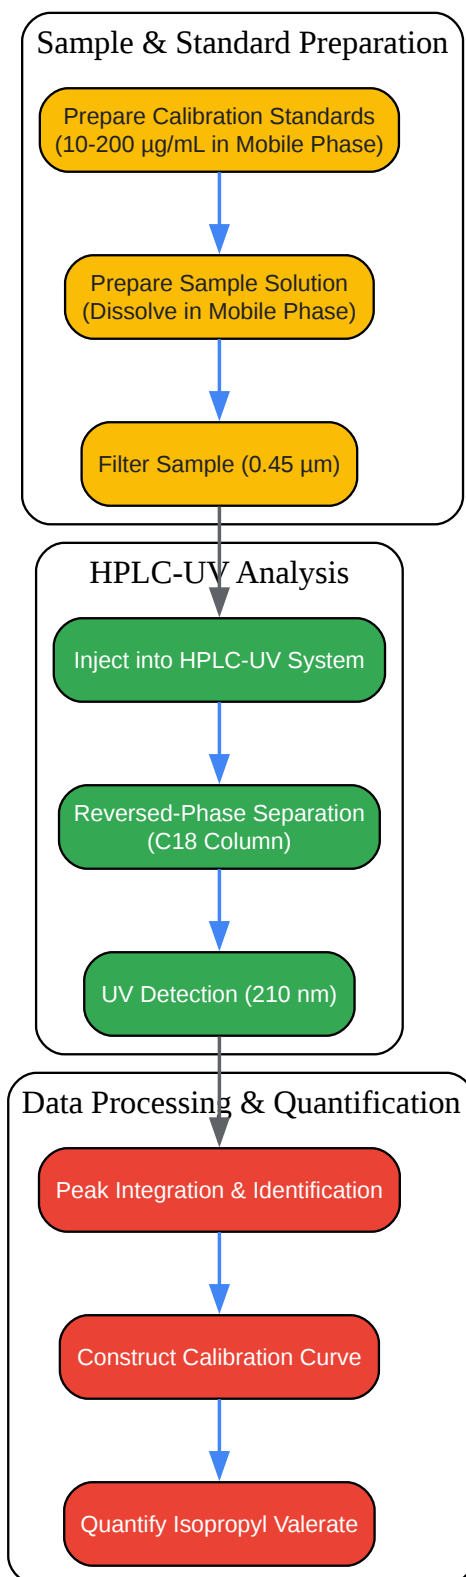 Sample & Standard Preparation
Prepare Calibration Standards
(10-200 µg/mL in Mobile Phase)
Prepare Sample Solution
(Dissolve in Mobile Phase)
Filter Sample (0.45 µm)
HPLC-UV Analysis
Inject into HPLC-UV System
Reversed-Phase Separation
(C18 Column)
UV Detection (210 nm)
Data Processing & Quantification
Peak Integration & Identification
Construct Calibration Curve
Quantify Isopropyl Valerate